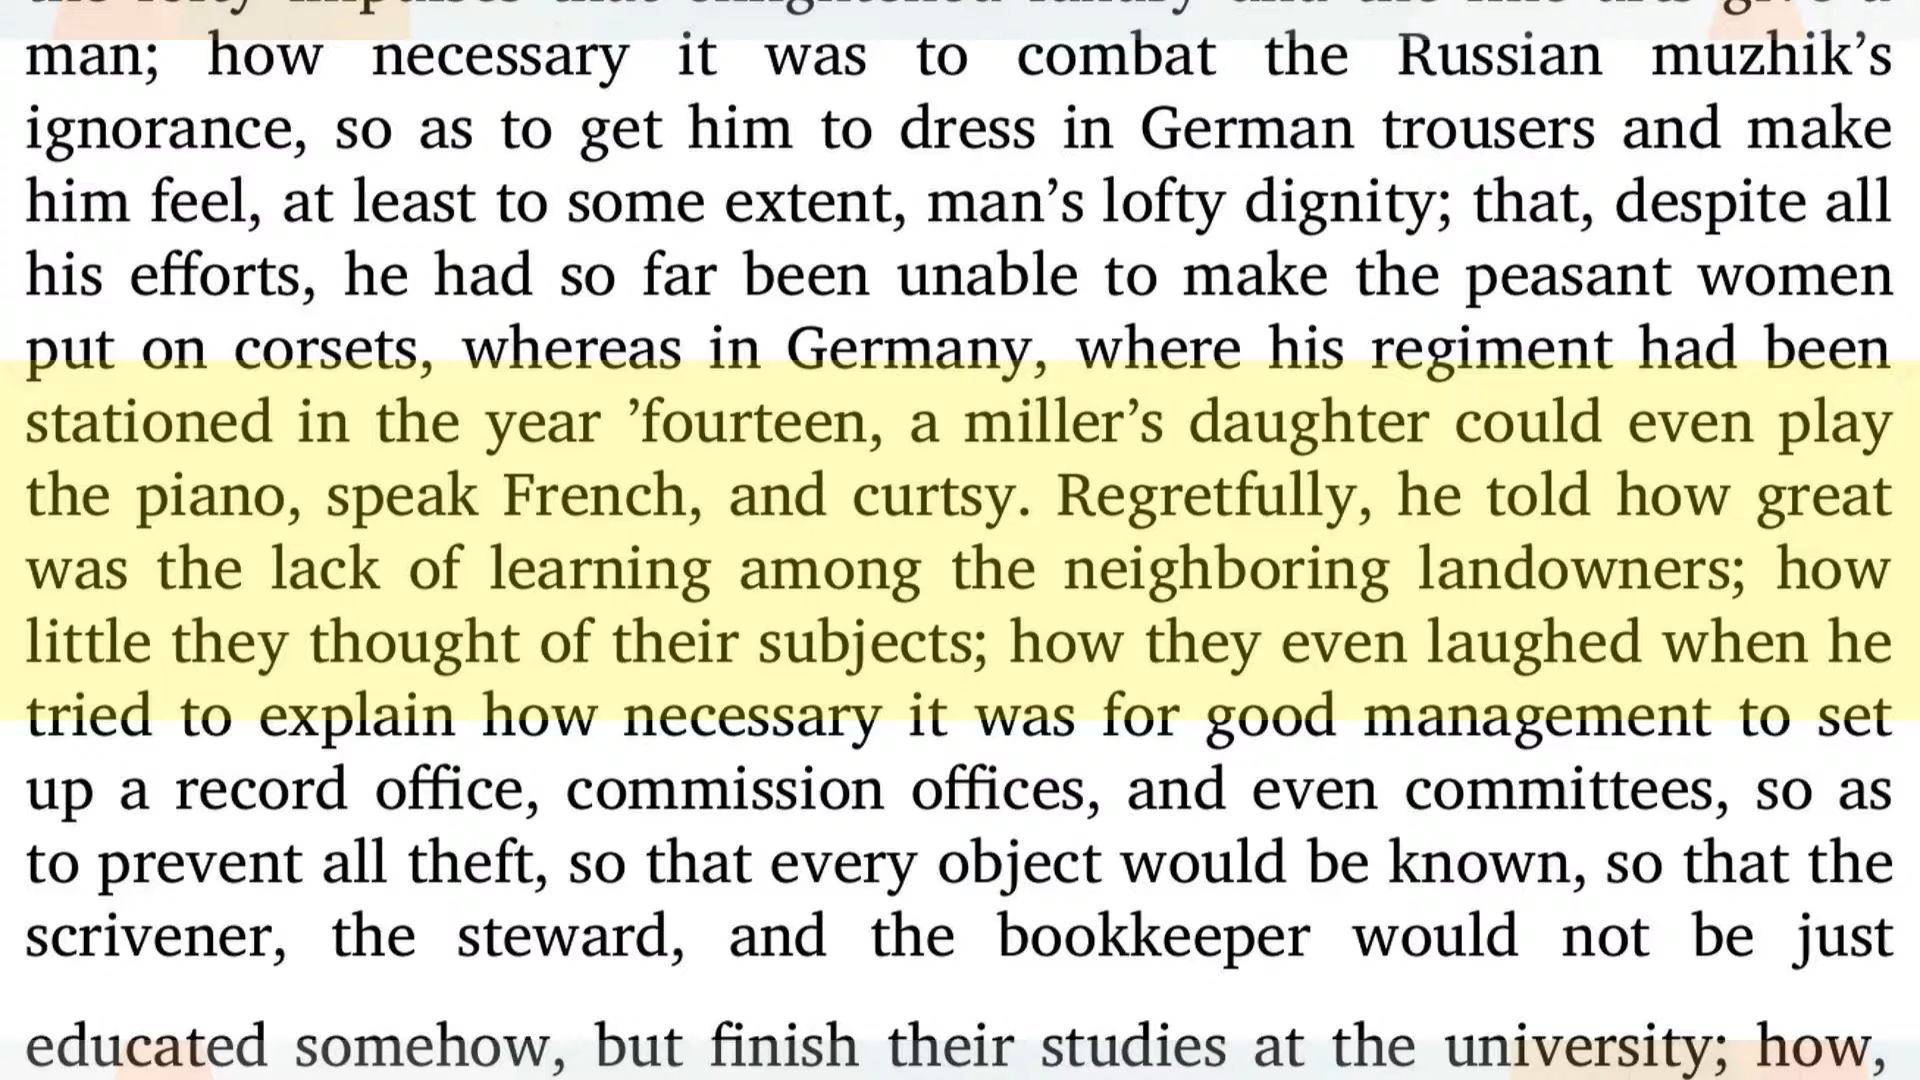 man; how necessary it was to combat the Russian muzhik’s
ignorance, so as to get him to dress in German trousers and make
him feel, at least to some extent, man’s lofty dignity; that, despite all
his efforts, he had so far been unable to make the peasant women
put on corsets, whereas in Germany, where his regiment had been
stationed in the year ’fourteen, a miller’s daughter could even play
the piano, speak French, and curtsy. Regretfully, he told how great
was the lack of learning among the neighboring landowners; how
little they thought of their subjects; how they even laughed when he
tried to explain how necessary it was for good management to set
up a record office, commission offices, and even committees, so as
to prevent all theft, so that every object would be known, so that the
scrivener, the steward, and the bookkeeper would not be just
educated somehow, but finish their studies at the university; how,